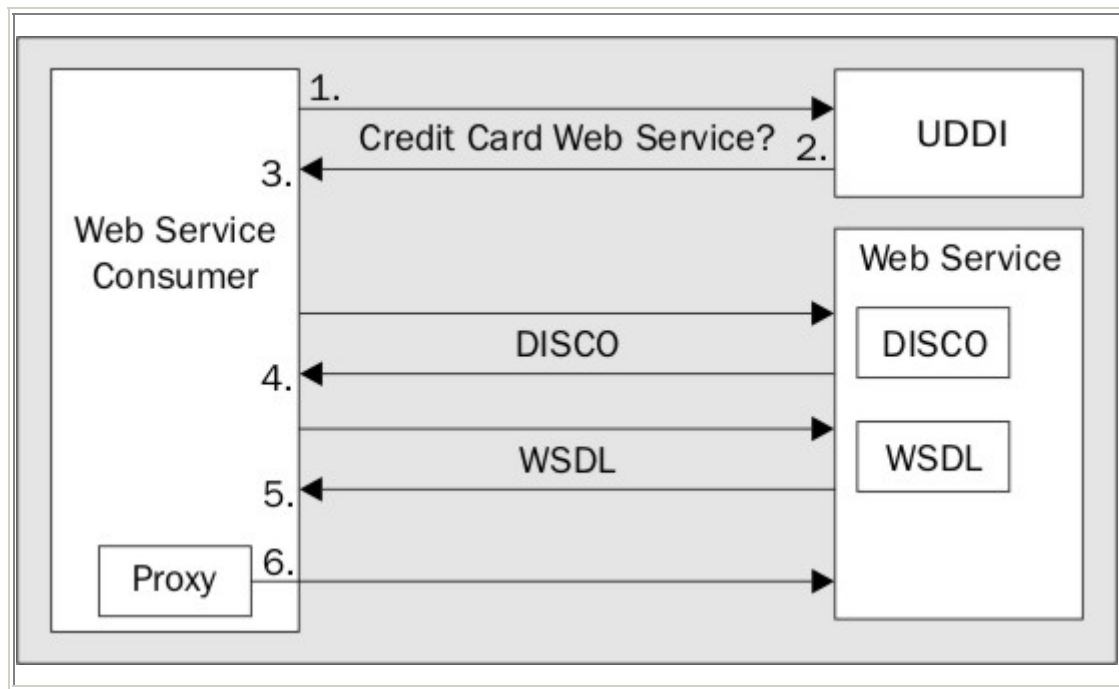 1.
Credit Card Web Service?
2.
UDDI
3.
Web Service
Consumer
Web Service
DISCO
DISCO
4.
WSDL
WSDL
5.
Proxy
6.